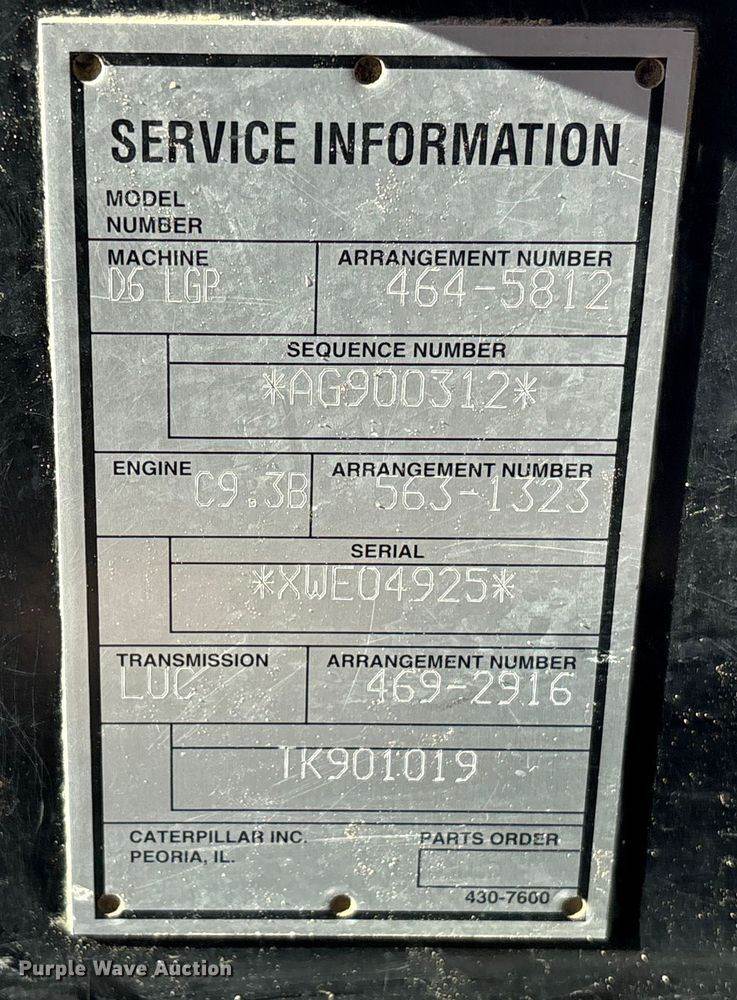 SERVICE INFORMATION
MODEL
NUMBER
MACHINE
D6 LGP
ARRANGEMENT NUMBER
464-5812
SEQUENCE NUMBER
*AG900312*
ENGINE
C9.3B
ARRANGEMENT NUMBER
563-1323
SERIAL
*XWE04925*
TRANSMISSION
LUC
ARRANGEMENT NUMBER
469-2916
TK901019
CATERPILLAR INC.
PEORIA, IL.
PARTS ORDER
430-7600
Purple Wave Auction